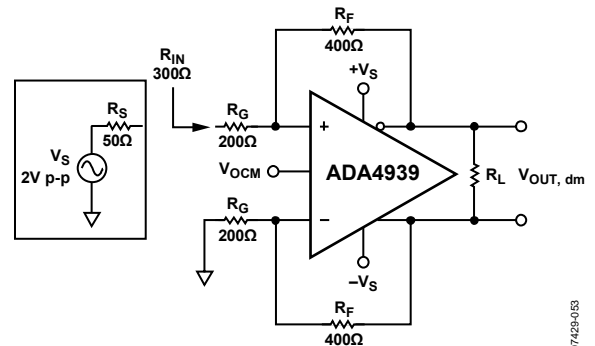 RF
400Ω
RIN
300Ω
+VS
RS
50Ω
RG
200Ω
+
VS
2V p-p
VOCM
ADA4939
RL
VOUT, dm
RG
200Ω
−
−VS
RF
400Ω
07429-053